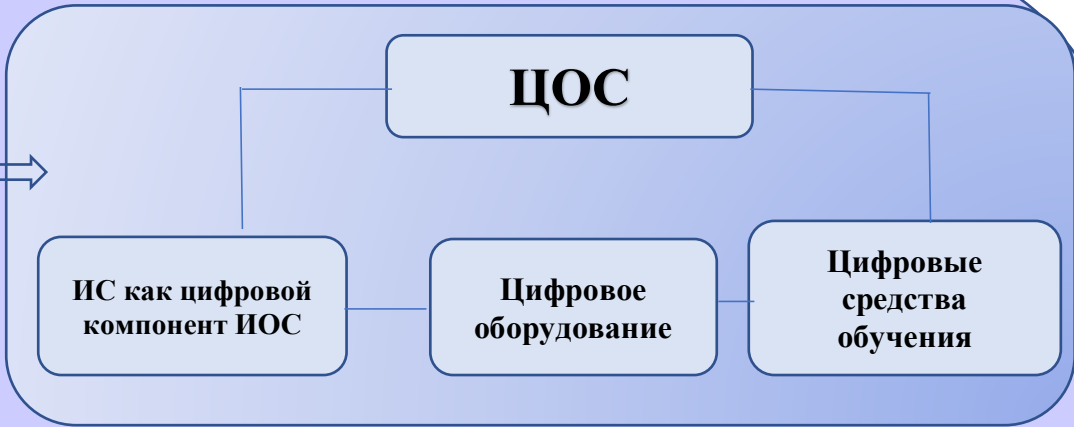 ЦОС
ИС как цифровой
компонент ИОС
Цифровое
оборудование
Цифровые
средства
обучения